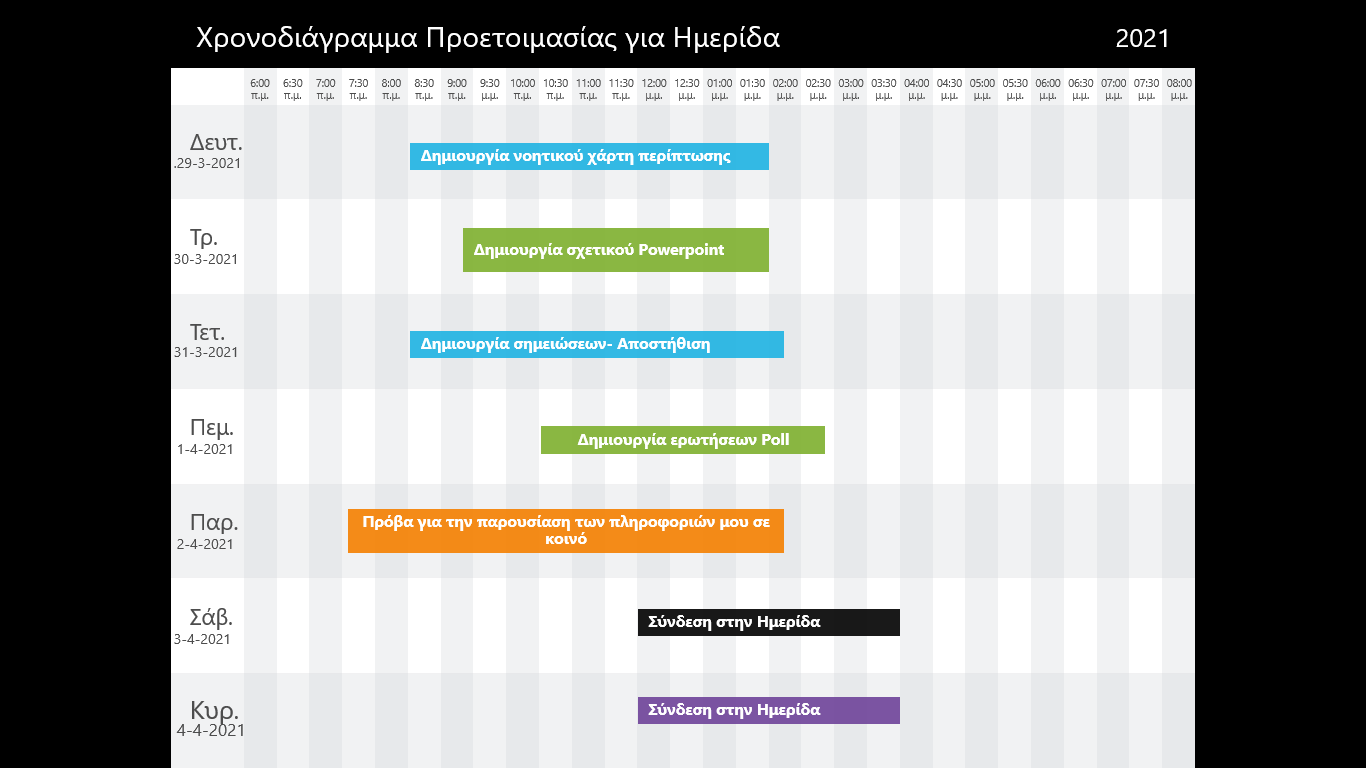 Χρονοδιάγραμμα Προετοιμασίας για Ημερίδα 2021
6:00 6:30 7:00 7:30 8:00 8:30 9:00 9:30 10:00 10:30 11:00 11:30 12:00 12:30 01:00 01:30 02:00 02:30 03:00 03:30 04:00 04:30 05:00 05:30 06:00 06:30 07:00 07:30 08:00
π.μ. π.μ. π.μ. π.μ. π.μ. π.μ. π.μ. μ.μ. π.μ. π.μ. π.μ. π.μ. μ.μ. μ.μ. μ.μ. μ.μ. μ.μ. μ.μ. μ.μ. μ.μ. μ.μ. μ.μ. μ.μ. μ.μ. μ.μ. μ.μ. μ.μ. μ.μ. μ.μ.
Δευτ.
.29-3-2021
Δημιουργία νοητικού χάρτη περίπτωσης
Τρ.
30-3-2021
Δημιουργία σχετικού Powerpoint
Τετ.
31-3-2021
Δημιουργία σημειώσεων- Αποστήθιση
Πεμ.
1-4-2021
Δημιουργία ερωτήσεων Poll
Παρ.
2-4-2021
Πρόβα για την παρουσίαση των πληροφοριών μου σε
κοινό
Σάβ.
3-4-2021
Σύνδεση στην Ημερίδα
Κυρ.
4-4-2021
Σύνδεση στην Ημερίδα